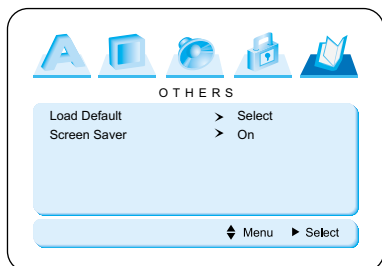 A
OTHERS
Load Default > Select
Screen Saver > On
Menu Select